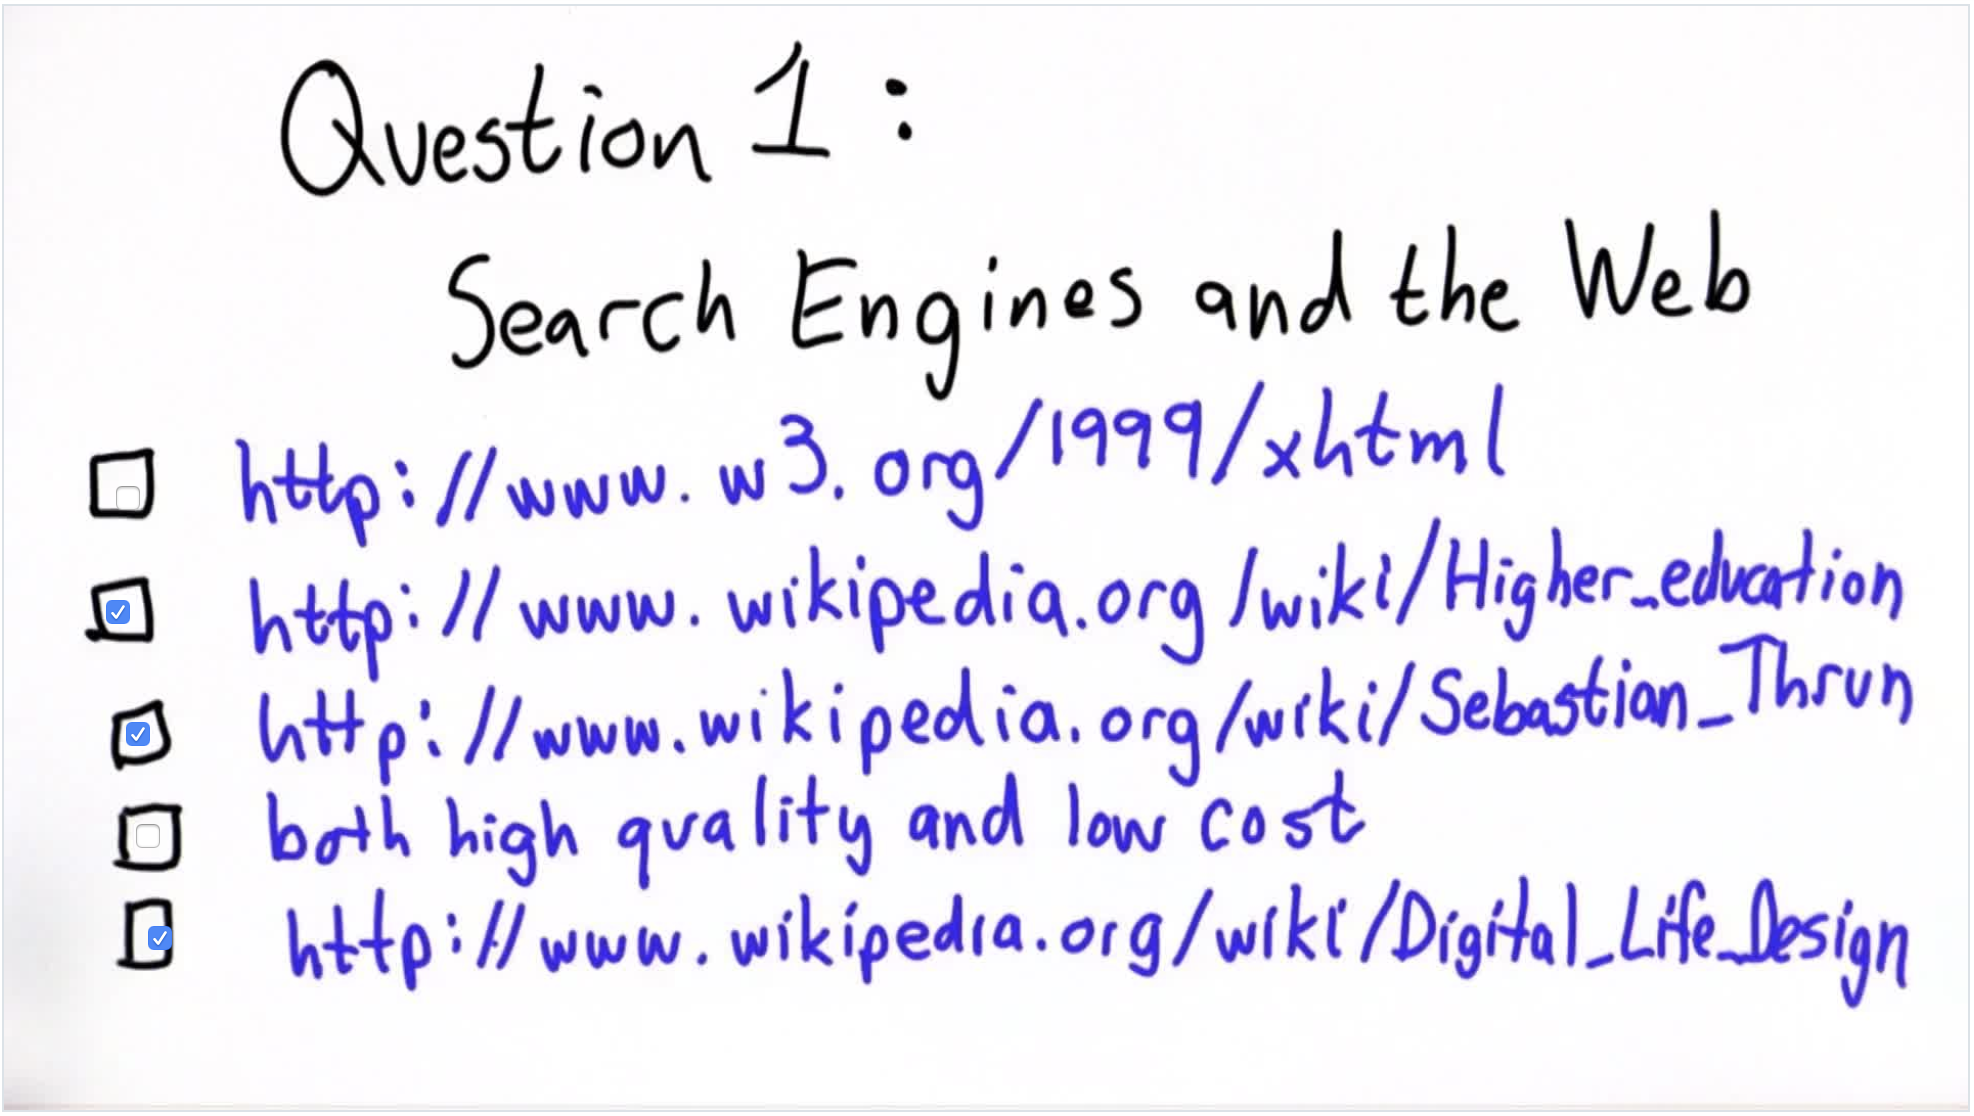 Question 1:
Search Engines and the Web
http://www.w3.org/1999/xhtml
http://www.wikipedia.org/wiki/Higher_education
http://www.wikipedia.org/wiki/Sebastian_Thrun
both high quality and low cost
http://www.wikipedia.org/wiki/Digital_Life_Design